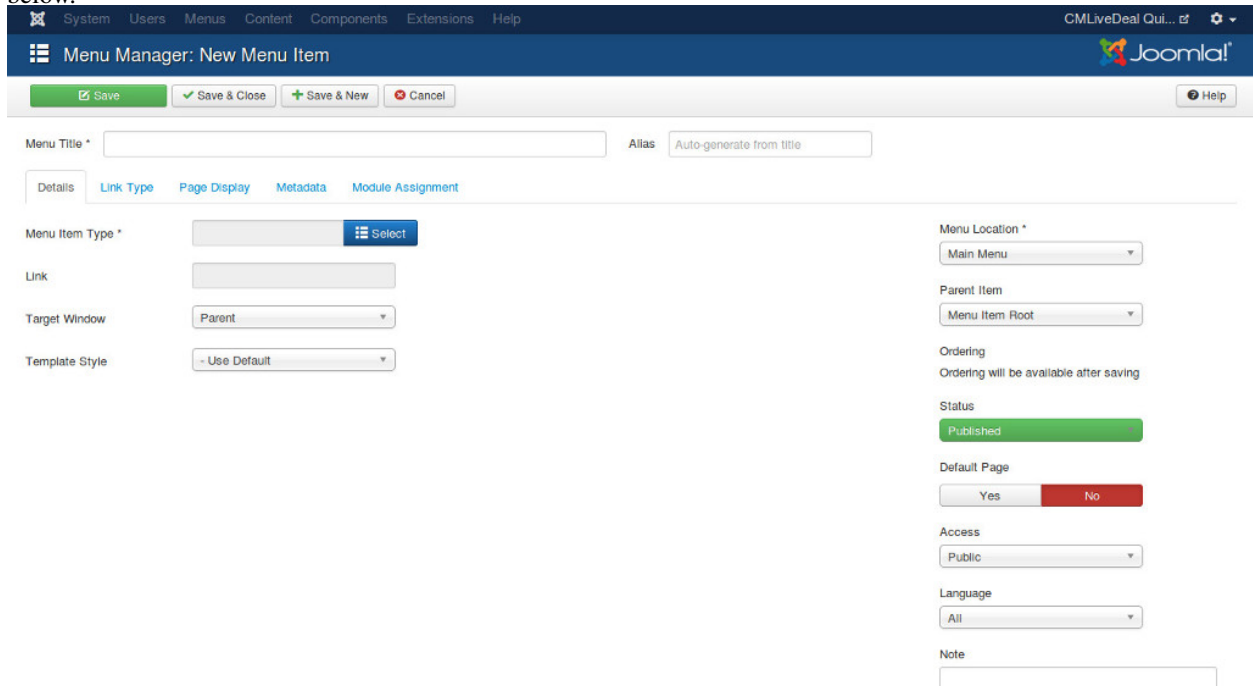 below.
System Users Menus Content Components Extensions Help CMLiveDeal Qui...
Menu Manager: New Menu Item Joomla!
Save Save & Close Save & New Cancel Help
Menu Title * Alias Auto-generate from title
Details Link Type Page Display Metadata Module Assignment
Menu Item Type * Select
Link
Target Window Parent
Template Style - Use Default
Menu Location *
Main Menu
Parent Item
Menu Item Root
Ordering
Ordering will be available after saving
Status
Published
Default Page
Yes No
Access
Public
Language
All
Note